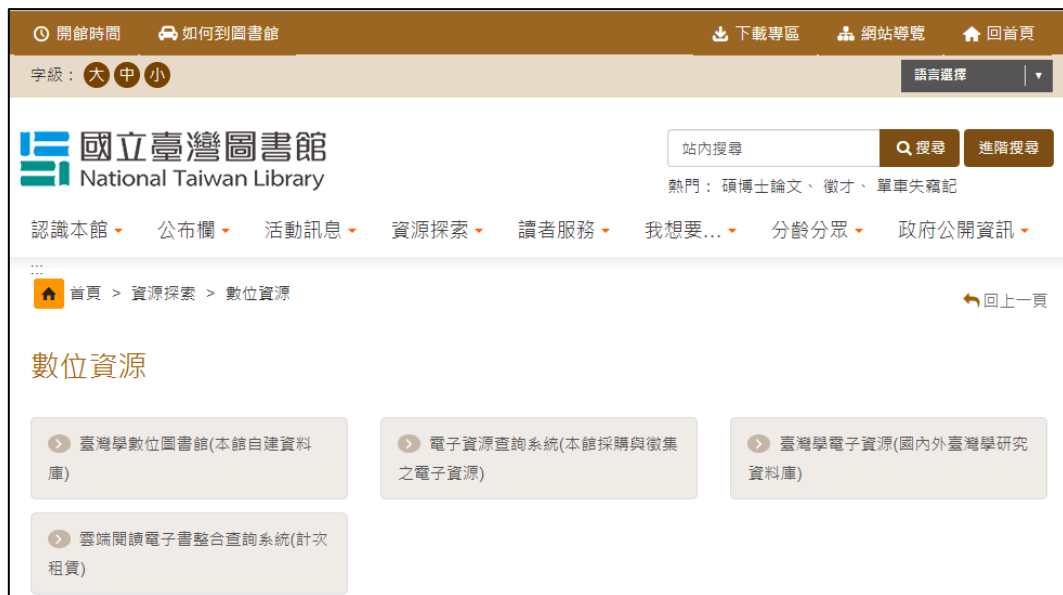 開館時間 如何到圖書館 下載專區 網站導覽 回首頁
字級： 大 中 小 語言選擇
國立臺灣圖書館
National Taiwan Library
站內搜尋 搜尋 進階搜尋
熱門： 碩博士論文、 徵才、 單車失竊記
認識本館 公布欄 活動訊息 資源探索 讀者服務 我想要... 分齡分眾 政府公開資訊
:::
首頁 > 資源探索 > 數位資源
回上一頁
數位資源
臺灣學數位圖書館(本館自建資料
庫)
電子資源查詢系統(本館採購與徵集
之電子資源)
臺灣學電子資源(國內外臺灣學研究
資料庫)
雲端閱讀電子書整合查詢系統(計次
租賃)